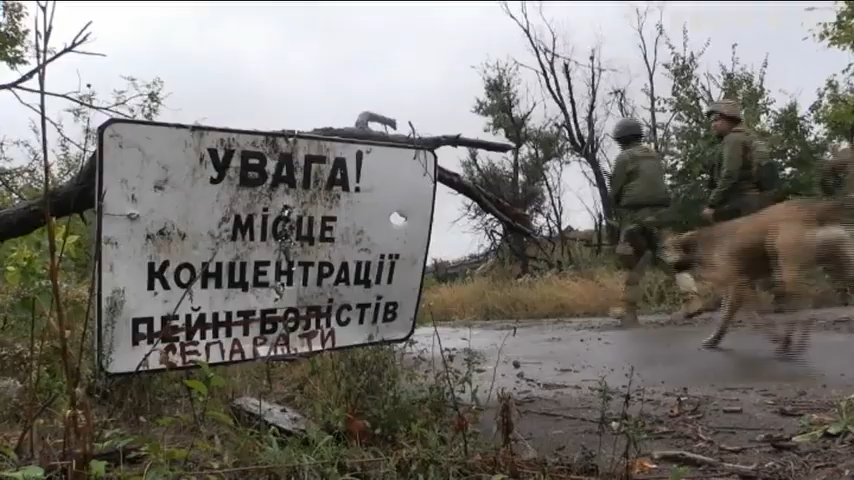 УВАГА!
МІСЦЕ
КОНЦЕНТРАЦІЇ
ПЕЙНТБОЛІСТІВ
СЕПАРАТИ